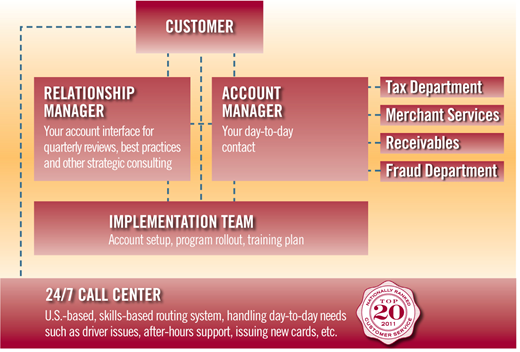 CUSTOMER
RELATIONSHIP
MANAGER
Your account interface for
quarterly reviews, best practices
and other strategic consulting
ACCOUNT
MANAGER
Your day-to-day
contact
Tax Department
Merchant Services
Receivables
Fraud Department
IMPLEMENTATION TEAM
Account setup, program rollout, training plan
24/7 CALL CENTER
U.S.-based, skills-based routing system, handling day-to-day needs
such as driver issues, after-hours support, issuing new cards, etc.
NATIONALLY RANKED
TOP
20
2011
CUSTOMER SERVICE